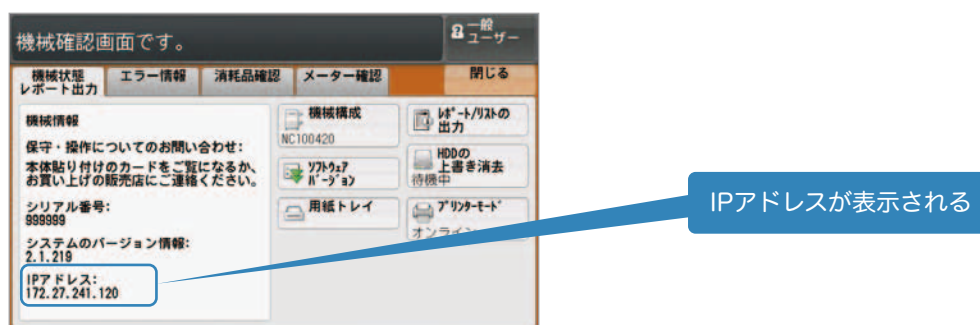 機械確認画面です。
一般
ユーザー
機械状態
レポート出力
エラー情報
消耗品確認
メーター確認
閉じる
機械情報
保守・操作についてのお問い合わせ:
本体貼り付けのカードをご覧になるか、
お買い上げの販売店にご連絡ください。
シリアル番号:
999999
システムのバージョン情報:
2.1.219
IPアドレス:
172.27.241.120
機械構成
NC100420
ｿﾌﾄｳｪｱ
ﾊﾞｰｼﾞｮﾝ
用紙トレイ
ﾚﾎﾟｰﾄ/ﾘｽﾄの
出力
HDDの
上書き消去
待機中
ﾌﾟﾘﾝﾀｰﾓｰﾄﾞ
オンライン
IPアドレスが表示される